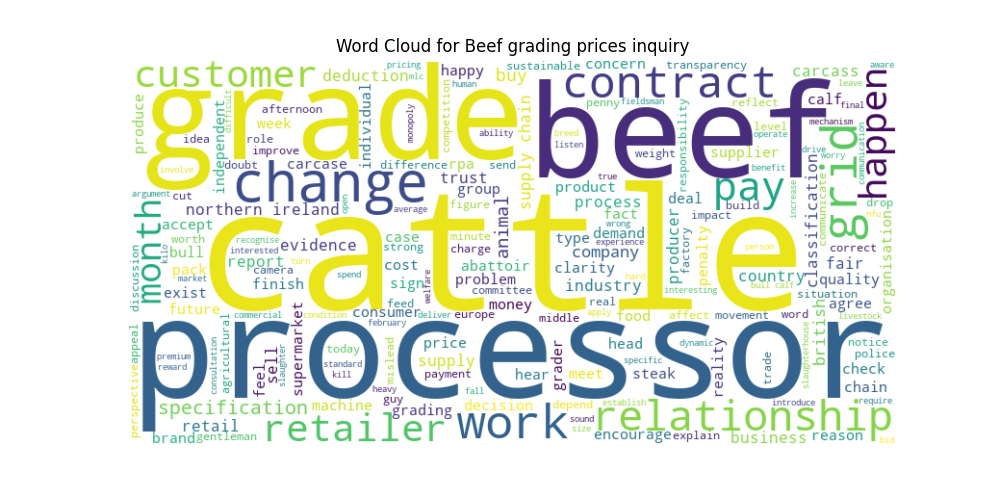 Word Cloud for Beef grading prices inquiry
customer
deduction
pricing
mlc
happy
human
buy
sustainable
concern
transparency
carcass
aware
leave
grade
beef
contract
happen
produce
difficult
independent
afternoon
week
idea
role
improve
individual
monopoly
competition
ability
supply chain
penny
fieldsman
breed
listen
responsibility
reflect
level
operate
calf
final
mechanism
drive
worry
communication
involve
doubt
carcase
difference
rpa
send
weight
supplier
benefit
grid
argument
cut
change
trust
group
true
product
pay
increase
classification
communicate
drop
nfu
month
northern ireland
open
average
figure
animal
process
deal
build
accept
kilo
worth
bull
recognise
interested
evidence
case
strong
minute
charge
type
fact
wrong
demand
experience
company
producer
impact
factory
penalty
person
correct
fair
organisation
discussion
report
turn
camera
cattle
cost
sign
abattoir
problem
committee
clarity
industry
hard
interesting
country
bull calf
quality
situation
agree
pack
market
exist
finish
spend
feed
welfare
money
real
future
commercial
condition
consumer
february
deliver
europe
middle
apply
food
affect
movement
word
british
livestock
perspective
appeal
processor
premium
reward
consultation
agricultural
feel
sell
slaughter
supermarket
today
standard
kill
mislead
price
supply
payment
hear
grader
meet
head
specific
steak
dynamic
reality
trade
slaughterhouse
notice
police
check
chain
require
heavy
guy
fall
specification
machine
grading
decision
depend
establish
introduce
retail
retailer
work
sound
size
relationship
brand
gentleman
encourage
explain
business
reason
bid